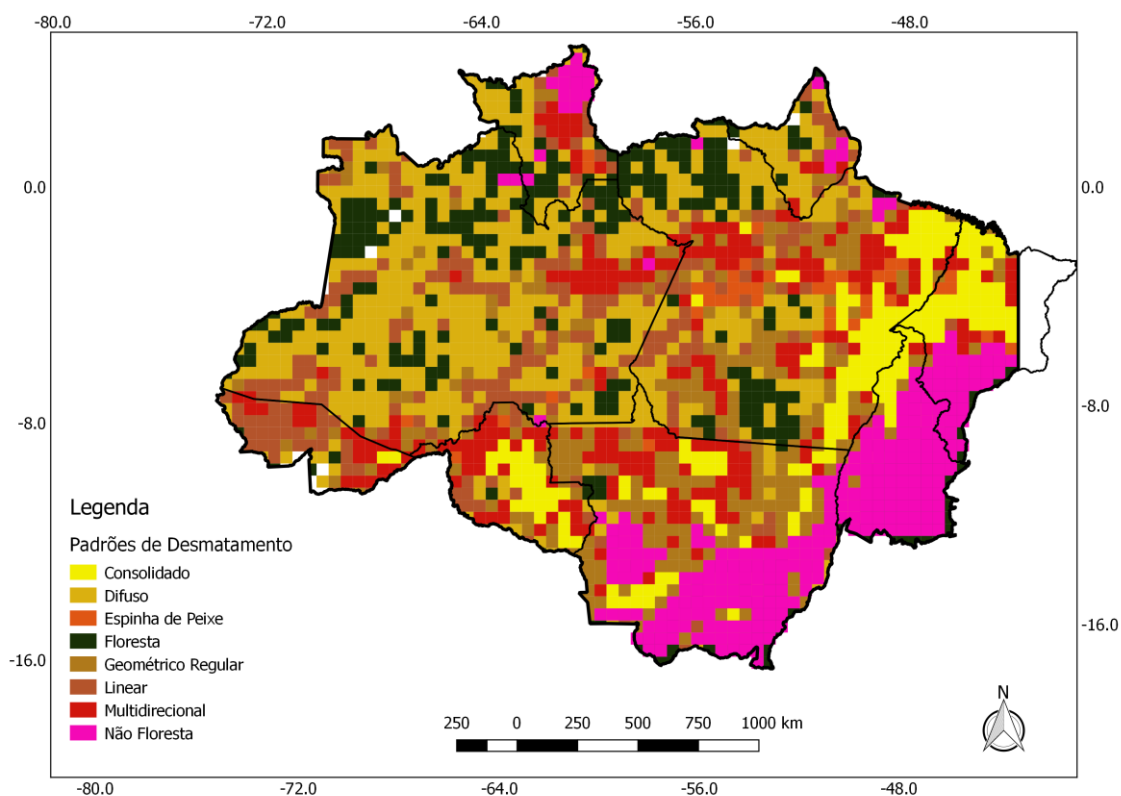 -80.0 -72.0 -64.0 -56.0 -48.0
0.0 0.0
-8.0 -8.0
-16.0 -16.0
Legenda
Padrões de Desmatamento
Consolidado
Difuso
Espinha de Peixe
Floresta
Geométrico Regular
Linear
Multidirecional
Não Floresta
250 0 250 500 750 1000 km
N
-80.0 -72.0 -64.0 -56.0 -48.0